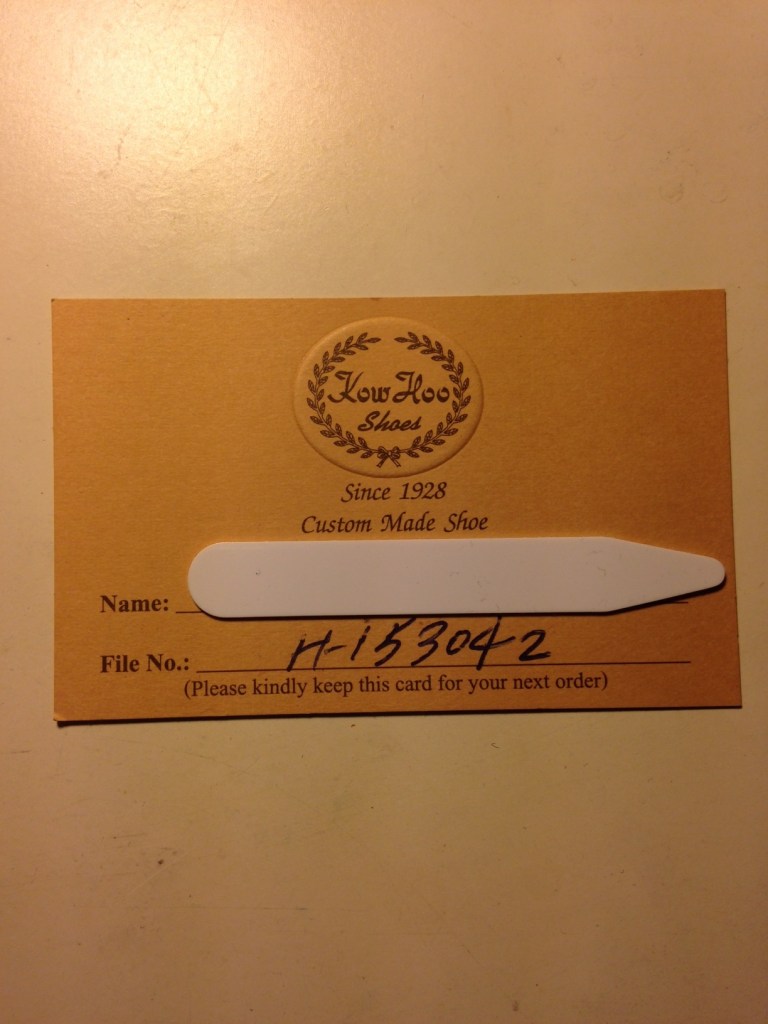 Kow Hoo
Shoes
Since 1928
Custom Made Shoe
Name:
File No.: H-153042
(Please kindly keep this card for your next order)